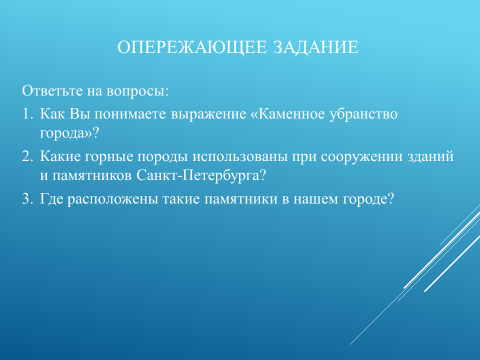 ОПЕРЕЖАЮЩЕЕ ЗАДАНИЕ
Ответьте на вопросы:
1. Как Вы понимаете выражение «Каменное убранство
города»?
2. Какие горные породы использованы при сооружении зданий
и памятников Санкт-Петербурга?
3. Где расположены такие памятники в нашем городе?